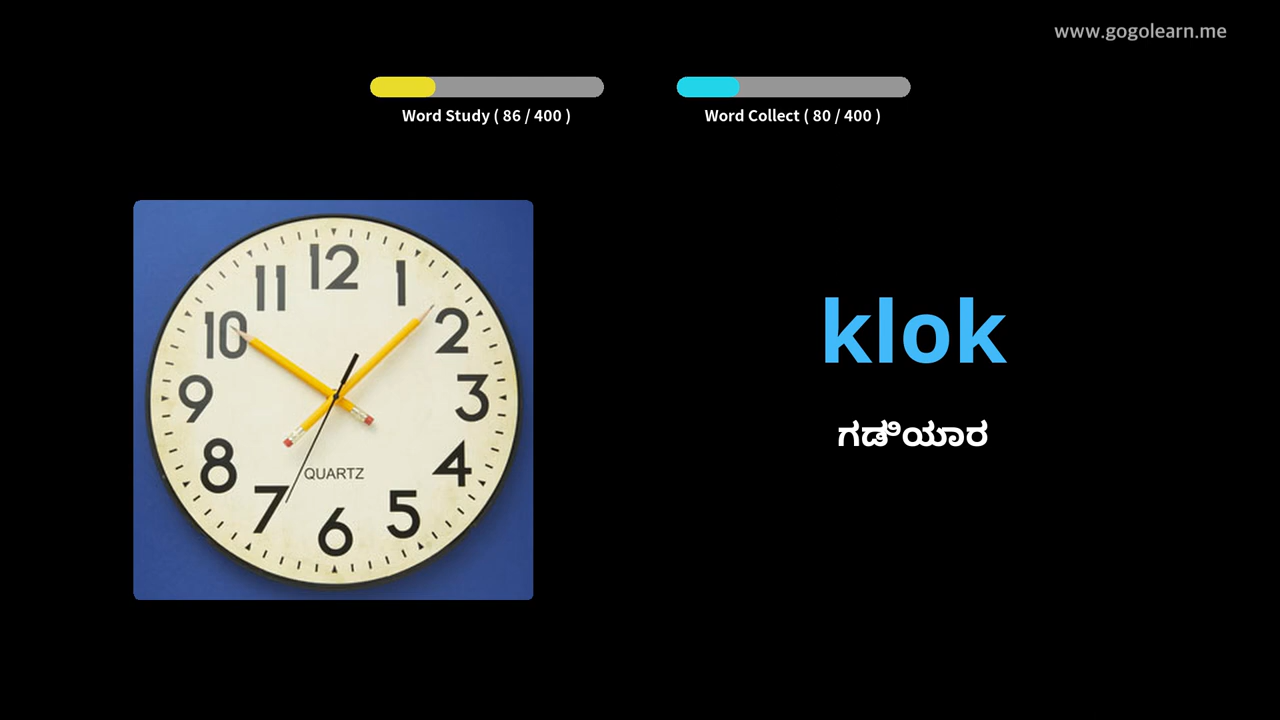 www.gogolearn.me
Word Study ( 86 / 400 )
Word Collect ( 80 / 400 )
12
11
1
10
2
9
3
8
4
7
5
6
QUARTZ
klok
ಗಡಿಯಾರ